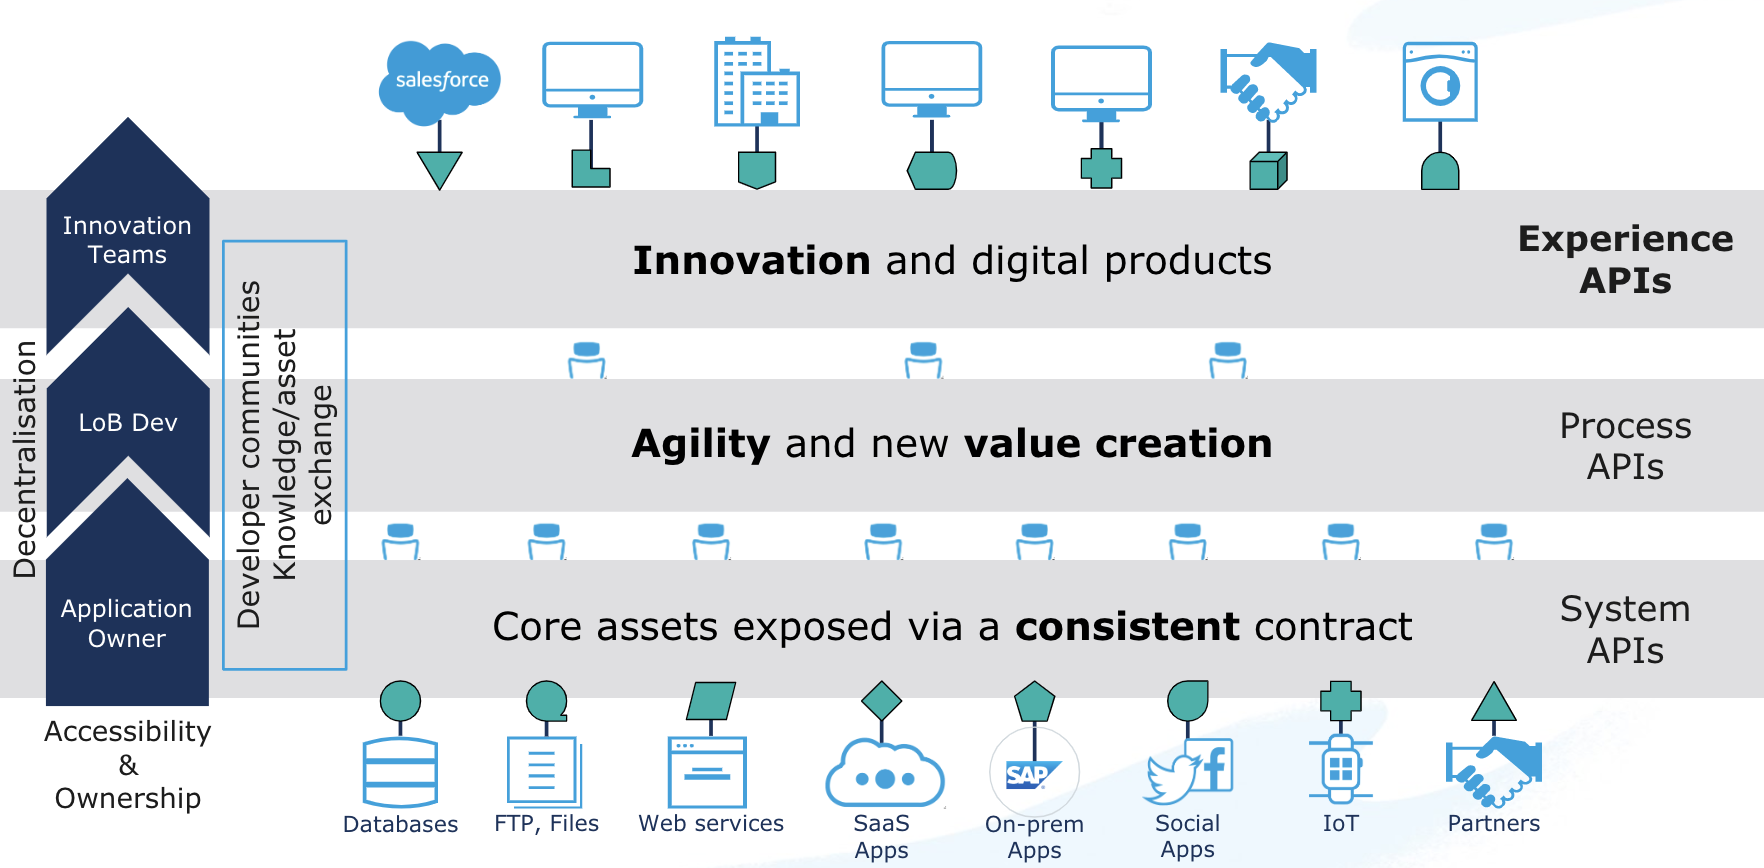 salesforce
Innovation
Teams
Innovation and digital products
Experience
APIs
Decentralisation
Developer communities
Knowledge/asset
exchange
LoB Dev
Agility and new value creation
Process
APIs
Application
Owner
Core assets exposed via a consistent contract
System
APIs
Accessibility
&
Ownership
SAP
f
Databases
FTP, Files
Web services
SaaS
Apps
On-prem
Apps
Social
Apps
IoT
Partners